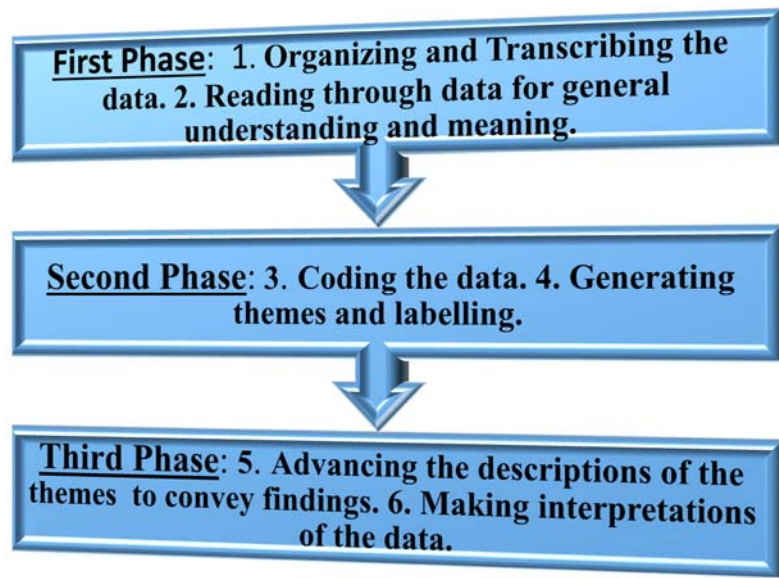 First Phase: 1. Organizing and Transcribing the
data. 2. Reading through data for general
understanding and meaning.
Second Phase: 3. Coding the data. 4. Generating
themes and labelling.
Third Phase: 5. Advancing the descriptions of the
themes to convey findings. 6. Making interpretations
of the data.